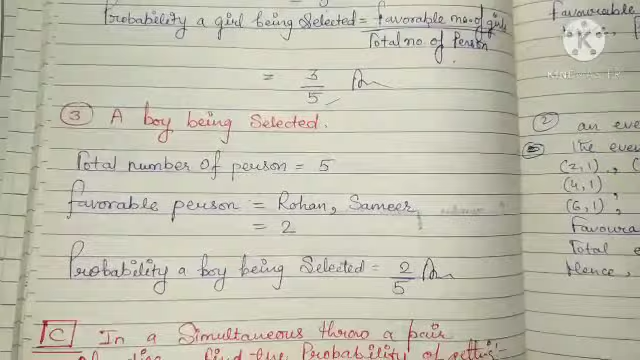 Probability a girl being Selected = favorable no. of girls
Total no of Person
= 3
5 Ans
③ A boy being Selected.
Total number of person = 5
favorable person = Rohan, Sameer
= 2
Probability a boy being Selected = 2
5 Ans
C In a Simultaneous throw a pair
find the Probability of getting:-
favourable
② an eve
the eve
(2,1), (
(4,1)
(6,1),
Favoura
Total e
Hence,
K